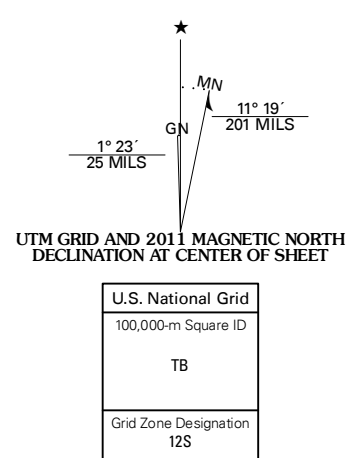 ★
MN
11° 19´
201 MILS
GN
1° 23´
25 MILS
UTM GRID AND 2011 MAGNETIC NORTH
DECLINATION AT CENTER OF SHEET
U.S. National Grid
100,000-m Square ID
TB
Grid Zone Designation
12S